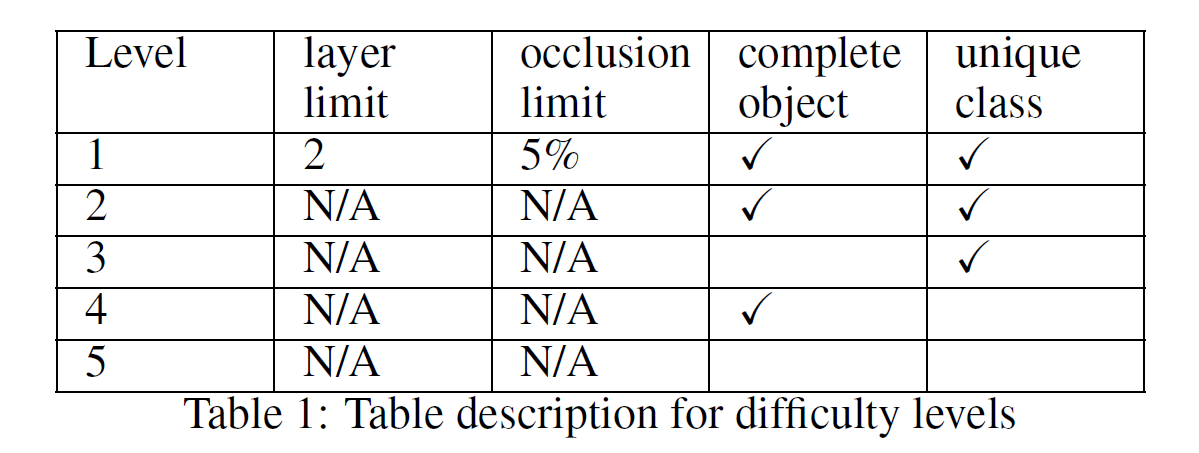 Level layer limit occlusion limit complete object unique class
1 2 5% ✓ ✓
2 N/A N/A ✓ ✓
3 N/A N/A ✓
4 N/A N/A ✓
5 N/A N/A
Table 1: Table description for difficulty levels